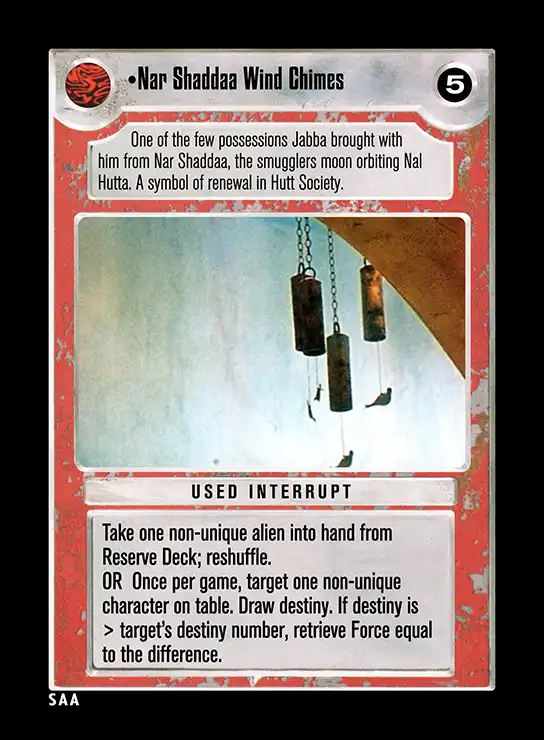 •Nar Shaddaa Wind Chimes
5
One of the few possessions Jabba brought with
him from Nar Shaddaa, the smugglers moon orbiting Nal
Hutta. A symbol of renewal in Hutt Society.
USED INTERRUPT
Take one non-unique alien into hand from
Reserve Deck; reshuffle.
OR Once per game, target one non-unique
character on table. Draw destiny. If destiny is
> target's destiny number, retrieve Force equal
to the difference.
SAA